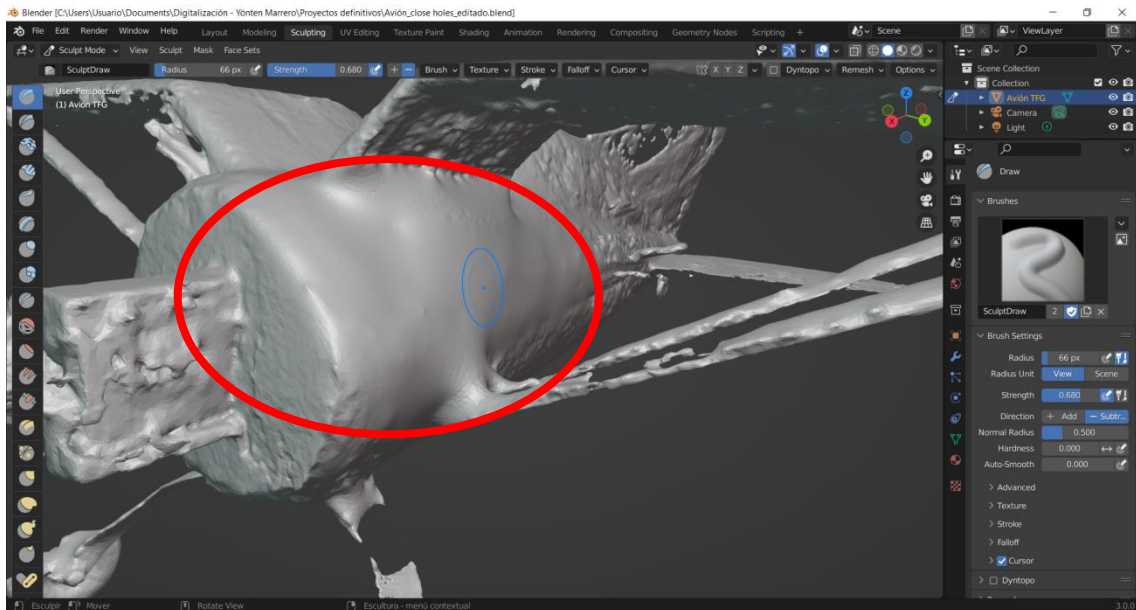 Blender [C:\Users\Usuario\Documents\Digitalización - Yónten Marrero\Proyectos definitivos\Avión_close holes_editado.blend]
File Edit Render Window Help Layout Modeling Sculpting UV Editing Texture Paint Shading Animation Rendering Compositing Geometry Nodes Scripting + Scene ViewLayer
Sculpt Mode View Sculpt Mask Face Sets
SculptDraw Radius 66 px Strength 0.680 + − Brush Texture Stroke Falloff Cursor X Y Z Dyntopo Remesh Options
User Perspective
(1) Avión TFG
Z
X
Y
Scene Collection
Collection
Avión TFG
Camera
Light
Draw
Brushes
SculptDraw 2
Brush Settings
Radius 66 px
Radius Unit View Scene
Strength 0.680
Direction + Add − Subtr...
Normal Radius 0.500
Hardness 0.000
Auto-Smooth 0.000
Advanced
Texture
Stroke
Falloff
Cursor
Dyntopo
Esculpir Mover Rotate View Escultura - menú contextual 3.0.0